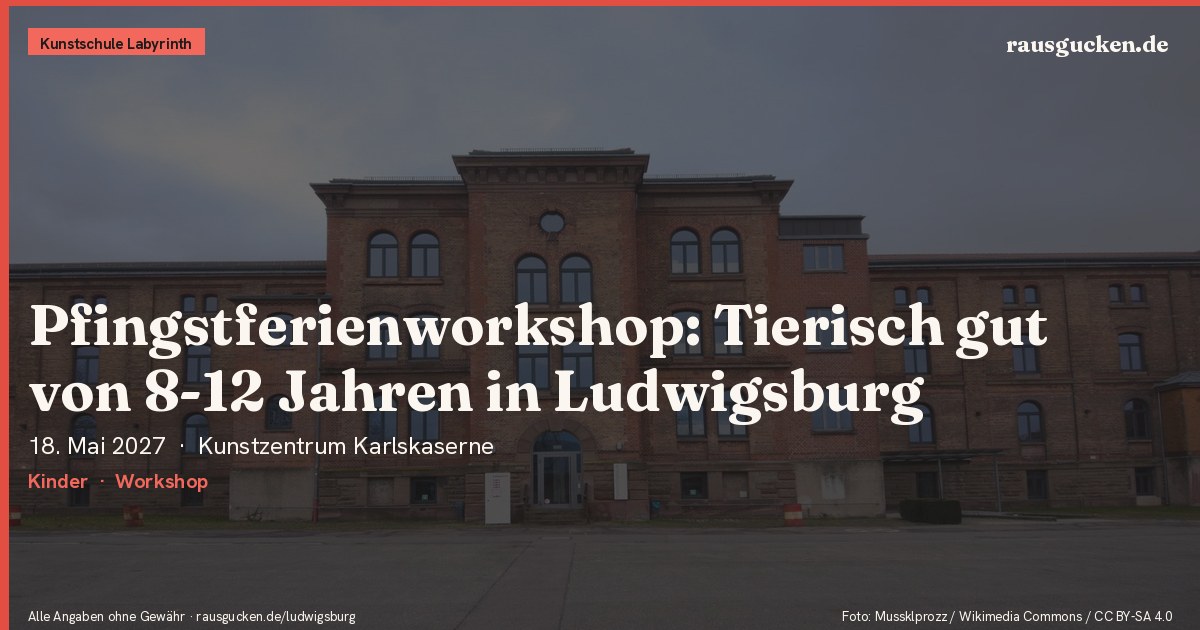 Kunstschule Labyrinth
rausgucken.de
Pfingstferienworkshop: Tierisch gut
von 8-12 Jahren in Ludwigsburg
18. Mai 2027 · Kunstzentrum Karlskaserne
Kinder · Workshop
Alle Angaben ohne Gewähr · rausgucken.de/ludwigsburg
Foto: Mussklprozz / Wikimedia Commons / CC BY-SA 4.0